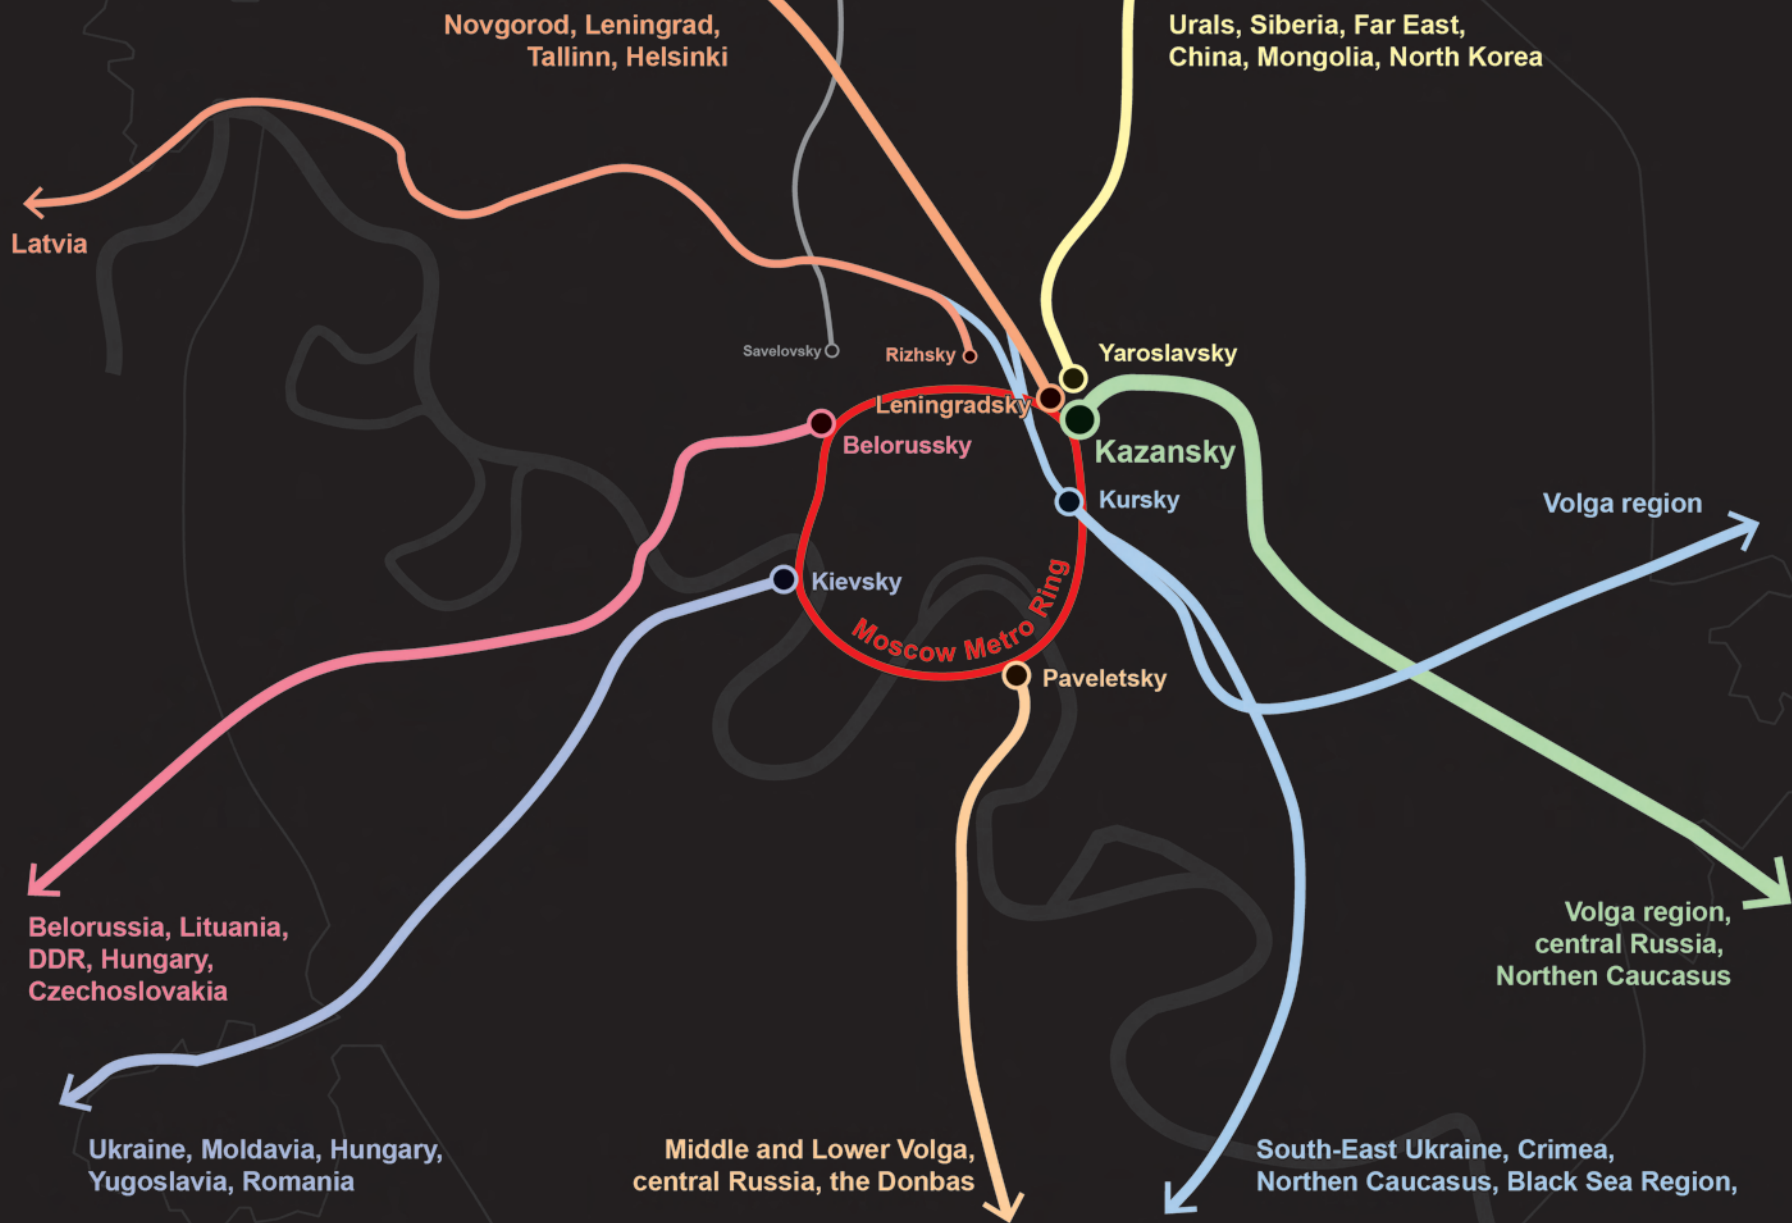 Novgorod, Leningrad,
Tallinn, Helsinki
Urals, Siberia, Far East,
China, Mongolia, North Korea
Latvia
Savelovsky
Rizhsky
Yaroslavsky
Leningradsky
Belorussky
Kazansky
Kursky
Volga region
Kievsky
Moscow Metro Ring
Paveletsky
Belorussia, Lituania,
DDR, Hungary,
Czechoslovakia
Volga region,
central Russia,
Northen Caucasus
Ukraine, Moldavia, Hungary,
Yugoslavia, Romania
Middle and Lower Volga,
central Russia, the Donbas
South-East Ukraine, Crimea,
Northen Caucasus, Black Sea Region,